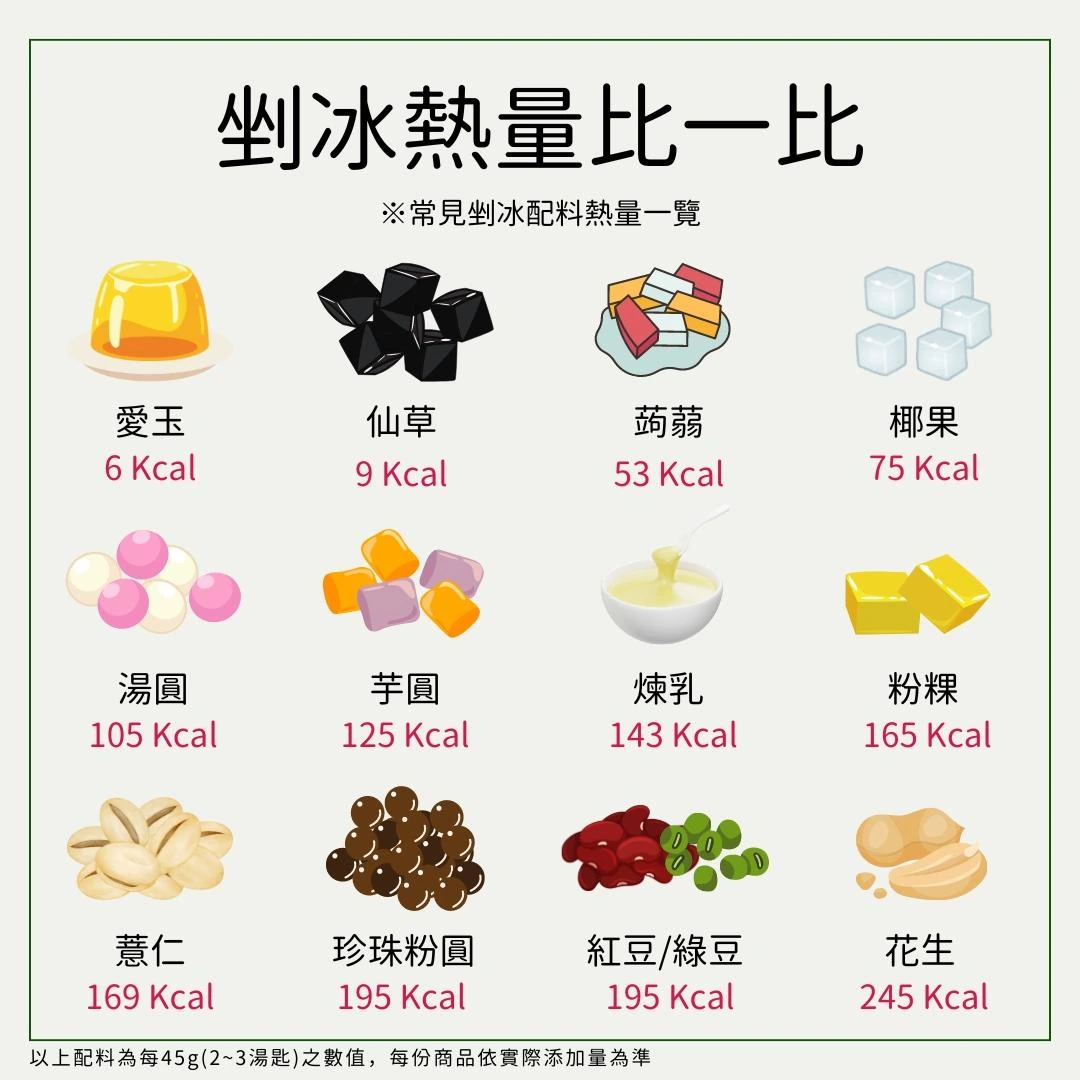 剉冰熱量比一比
※常見剉冰配料熱量一覽
愛玉
6 Kcal
仙草
9 Kcal
蒟蒻
53 Kcal
椰果
75 Kcal
湯圓
105 Kcal
芋圓
125 Kcal
煉乳
143 Kcal
粉粿
165 Kcal
薏仁
169 Kcal
珍珠粉圓
195 Kcal
紅豆/綠豆
195 Kcal
花生
245 Kcal
以上配料為每45g(2~3湯匙)之數值，每份商品依實際添加量為準